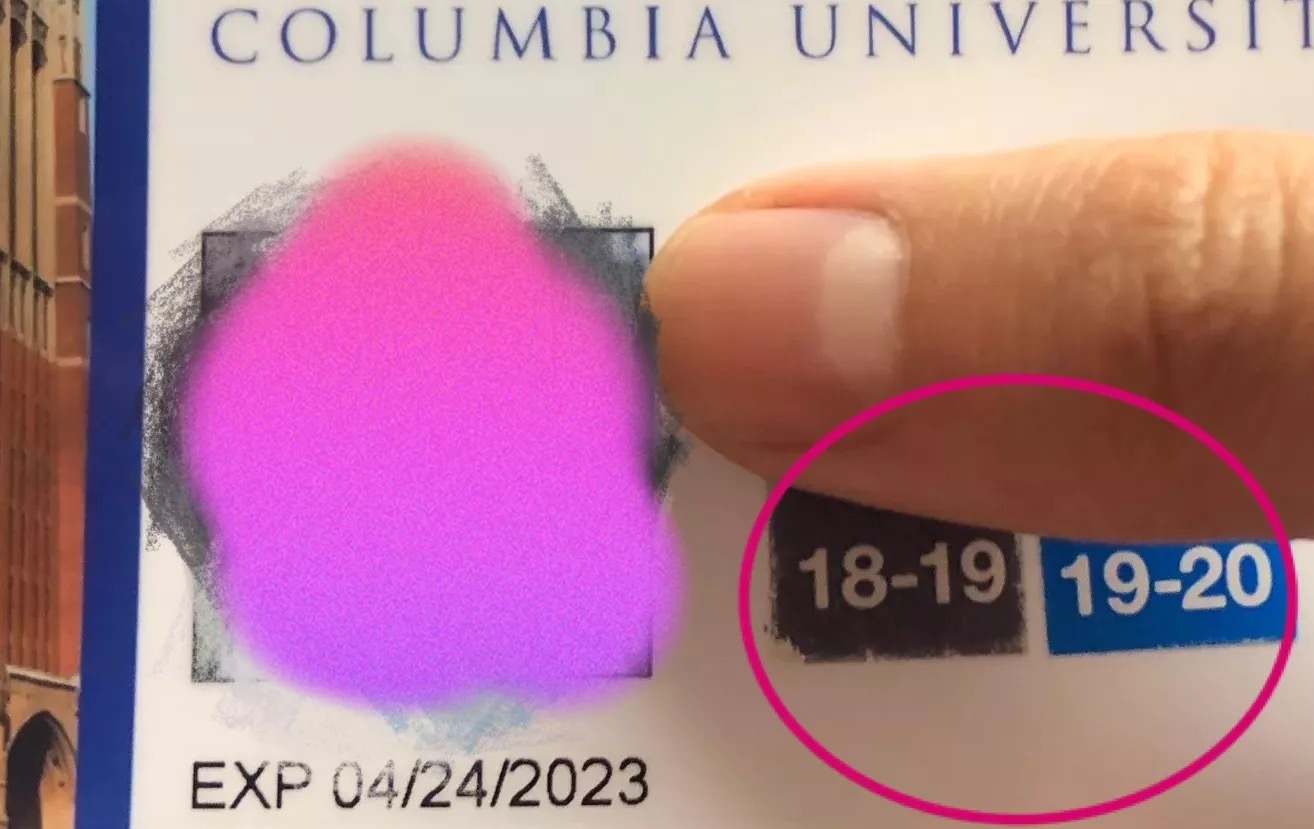 COLUMBIA UNIVERSIT
18-19 19-20
EXP 04/24/2023